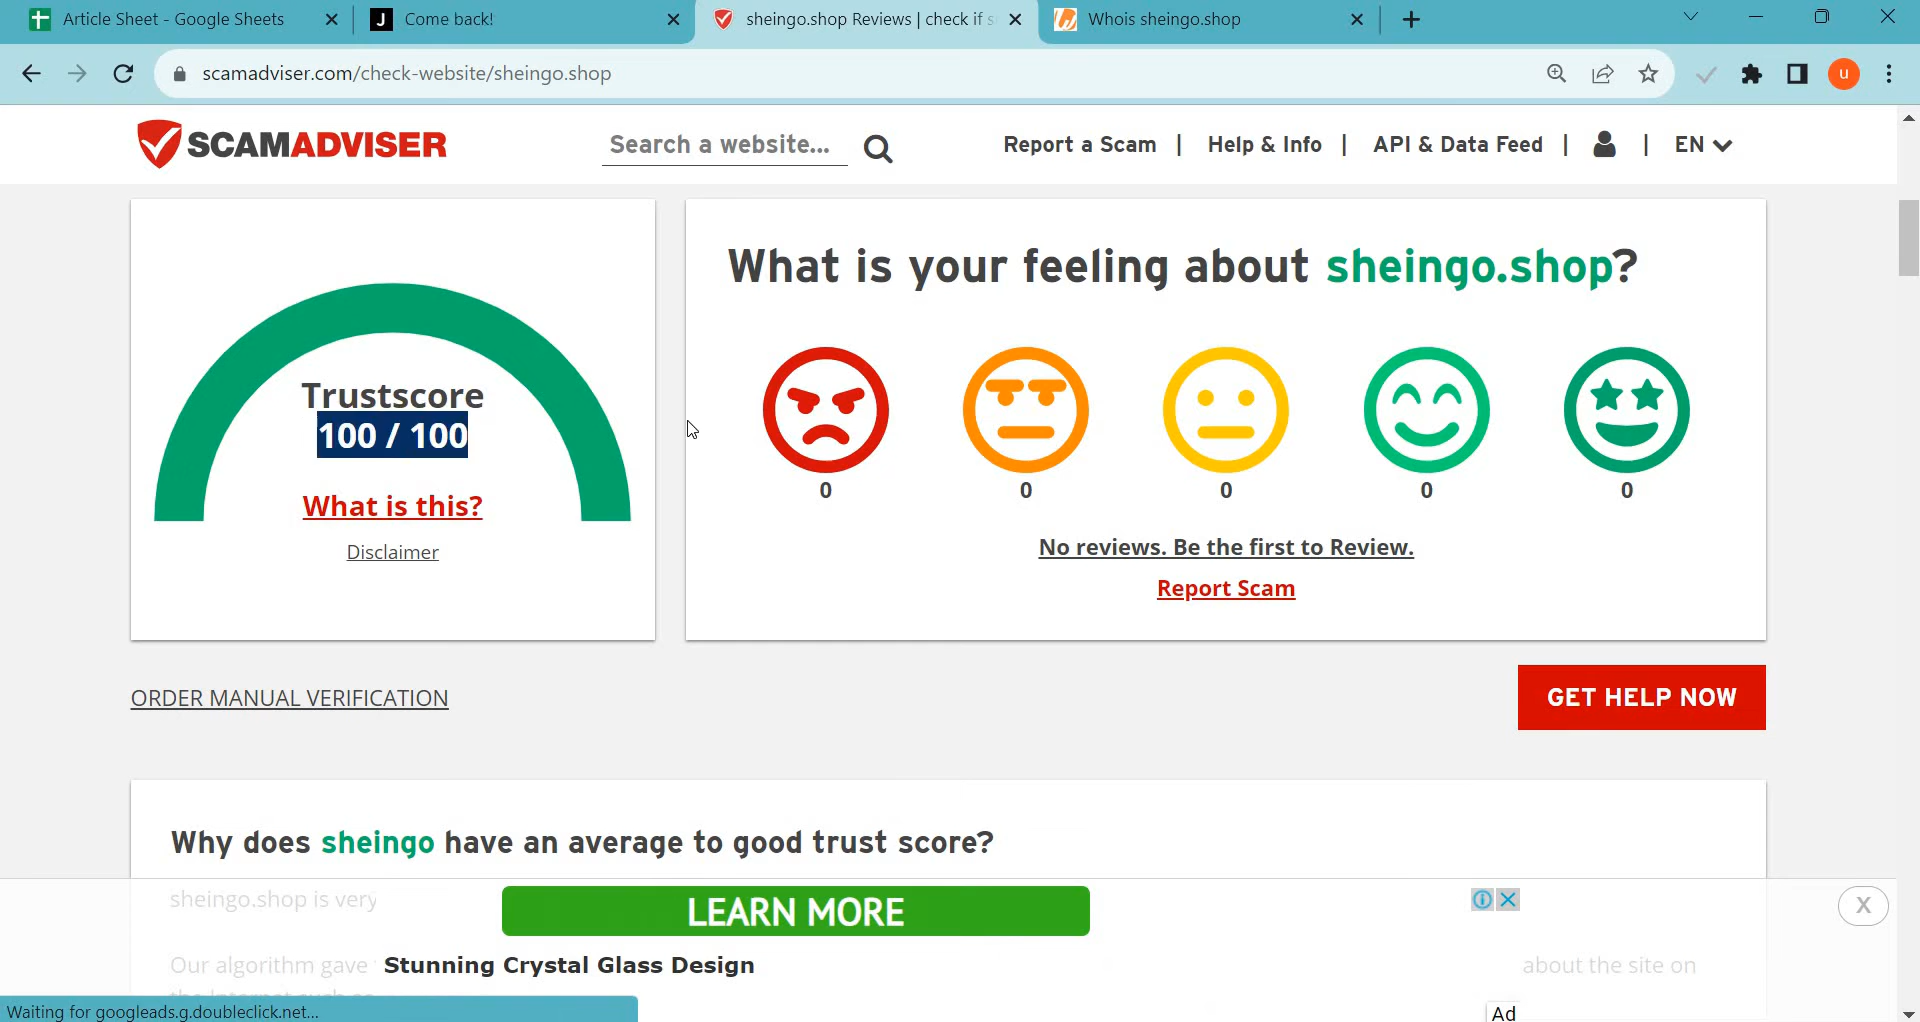 Article Sheet - Google Sheets
J Come back!
sheingo.shop Reviews | check if s
Whois sheingo.shop
scamadviser.com/check-website/sheingo.shop
u
SCAMADVISER
Search a website...
Report a Scam | Help & Info | API & Data Feed | | EN
What is your feeling about sheingo.shop?
Trustscore
100 / 100
What is this?
Disclaimer
0 0 0 0 0
No reviews. Be the first to Review.
Report Scam
ORDER MANUAL VERIFICATION
GET HELP NOW
Why does sheingo have an average to good trust score?
sheingo.shop is very
LEARN MORE
X
Our algorithm gave
Stunning Crystal Glass Design
about the site on
Waiting for googleads.g.doubleclick.net...
Ad